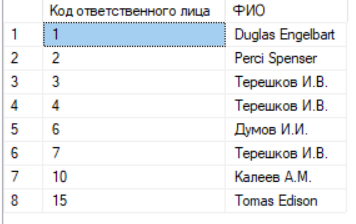 Код ответственного лица ФИО
1 1 Duglas Engelbart
2 2 Perci Spenser
3 3 Терешков И.В.
4 4 Терешков И.В.
5 6 Думов И.И.
6 7 Терешков И.В.
7 10 Калеев А.М.
8 15 Tomas Edison